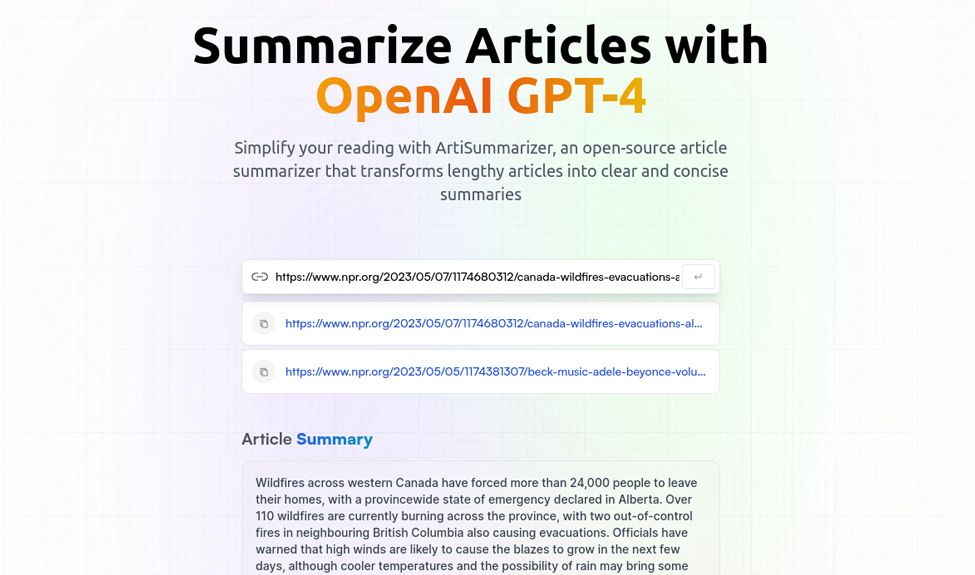 Summarize Articles with
OpenAI GPT-4
Simplify your reading with ArtiSummarizer, an open-source article
summarizer that transforms lengthy articles into clear and concise
summaries
https://www.npr.org/2023/05/07/1174680312/canada-wildfires-evacuations-a
https://www.npr.org/2023/05/07/1174680312/canada-wildfires-evacuations-al...
https://www.npr.org/2023/05/05/1174381307/beck-music-adele-beyonce-volu...
Article Summary
Wildfires across western Canada have forced more than 24,000 people to leave
their homes, with a provincewide state of emergency declared in Alberta. Over
110 wildfires are currently burning across the province, with two out-of-control
fires in neighbouring British Columbia also causing evacuations. Officials have
warned that high winds are likely to cause the blazes to grow in the next few
days, although cooler temperatures and the possibility of rain may bring some